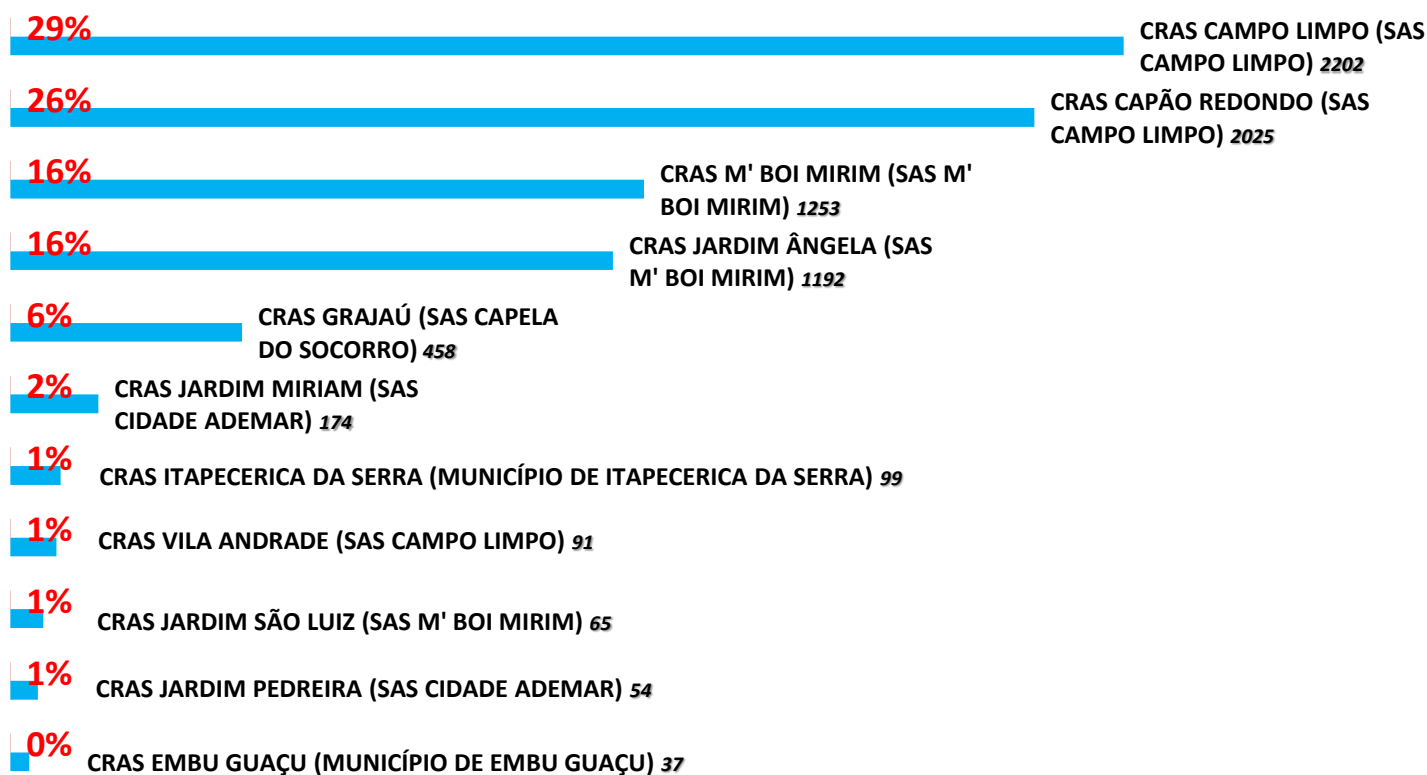 29%
CRAS CAMPO LIMPO (SAS
CAMPO LIMPO) 2202
26%
CRAS CAPÃO REDONDO (SAS
CAMPO LIMPO) 2025
16%
CRAS M' BOI MIRIM (SAS M'
BOI MIRIM) 1253
16%
CRAS JARDIM ÂNGELA (SAS
M' BOI MIRIM) 1192
6%
CRAS GRAJAÚ (SAS CAPELA
DO SOCORRO) 458
2%
CRAS JARDIM MIRIAM (SAS
CIDADE ADEMAR) 174
1%
CRAS ITAPECERICA DA SERRA (MUNICÍPIO DE ITAPECERICA DA SERRA) 99
1%
CRAS VILA ANDRADE (SAS CAMPO LIMPO) 91
1%
CRAS JARDIM SÃO LUIZ (SAS M' BOI MIRIM) 65
1%
CRAS JARDIM PEDREIRA (SAS CIDADE ADEMAR) 54
0%
CRAS EMBU GUAÇU (MUNICÍPIO DE EMBU GUAÇU) 37